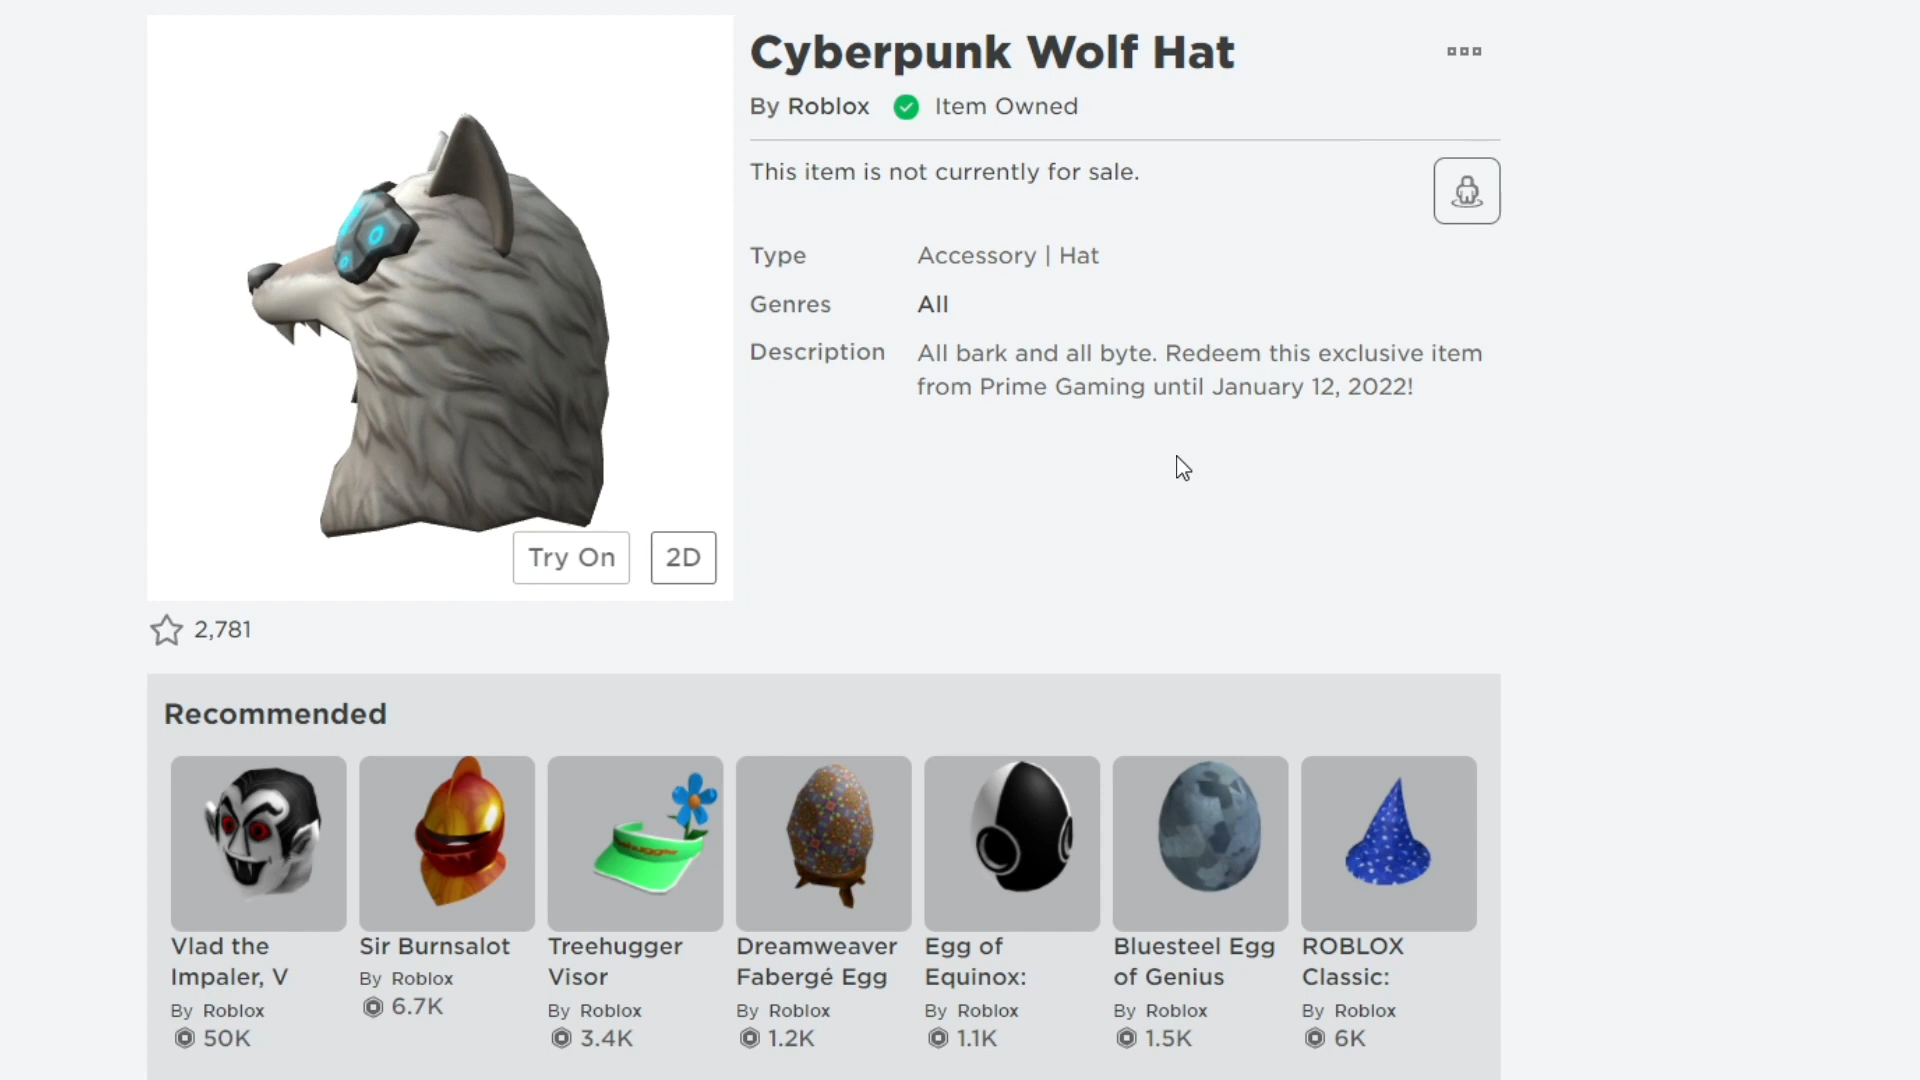 Cyberpunk Wolf Hat
By Roblox Item Owned
This item is not currently for sale.
Type Accessory | Hat
Genres All
Description All bark and all byte. Redeem this exclusive item
from Prime Gaming until January 12, 2022!
Try On 2D
2,781
Recommended
Vlad the
Impaler, V
By Roblox
50K
Sir Burnsalot
By Roblox
6.7K
Treehugger
Visor
By Roblox
3.4K
Dreamweaver
Fabergé Egg
By Roblox
1.2K
Egg of
Equinox:
By Roblox
1.1K
Bluesteel Egg
of Genius
By Roblox
1.5K
ROBLOX
Classic:
By Roblox
6K